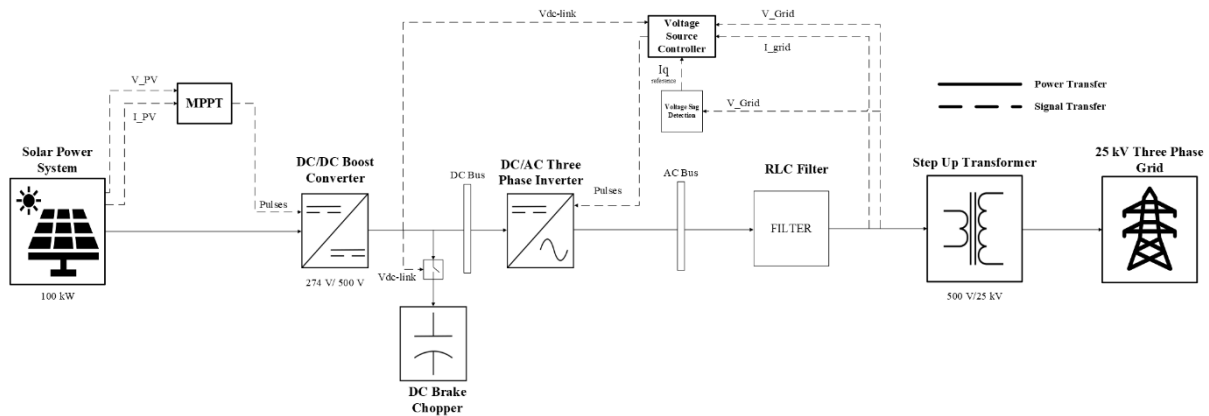 Vdc-link
Voltage
Source
Controller
V_Grid
I_grid
V_PV
MPPT
I_PV
Iq
reference
Voltage Sag
Detection
V_Grid
Power Transfer
Signal Transfer
Solar Power
System
DC/DC Boost
Converter
DC Bus
DC/AC Three
Phase Inverter
AC Bus
RLC Filter
Step Up Transformer
25 kV Three Phase
Grid
Pulses
Pulses
FILTER
Vdc-link
100 kW
274 V/ 500 V
500 V/25 kV
DC Brake
Chopper